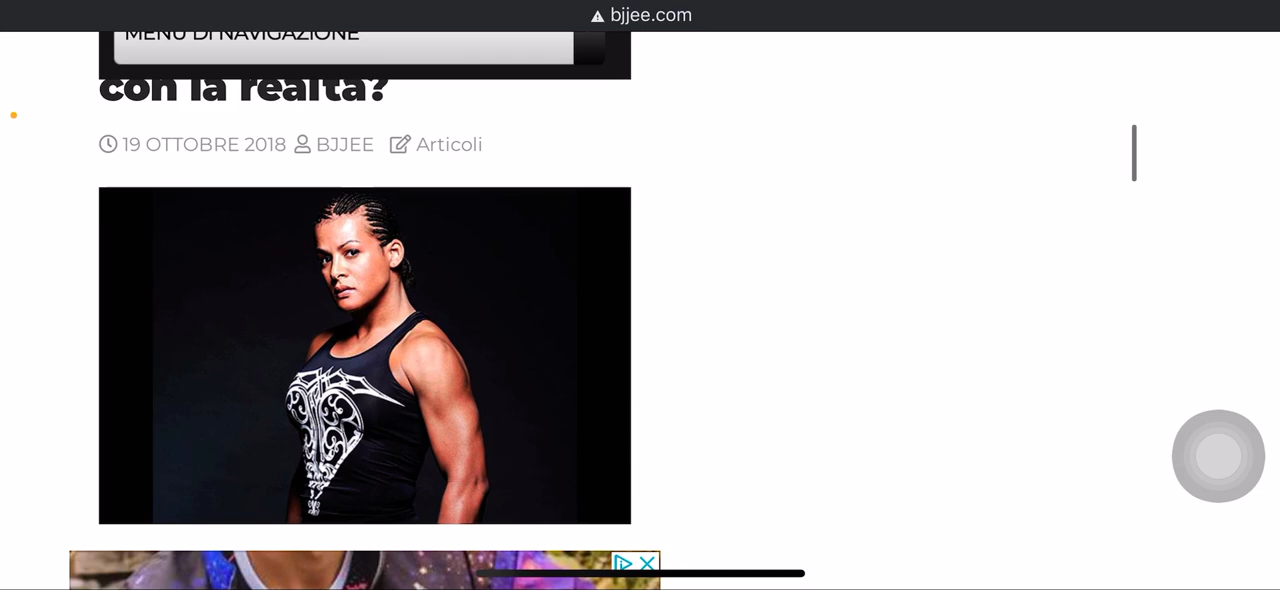 bjjee.com
MENU DI NAVIGAZIONE
con la realtà?
19 OTTOBRE 2018 BJJEE Articoli